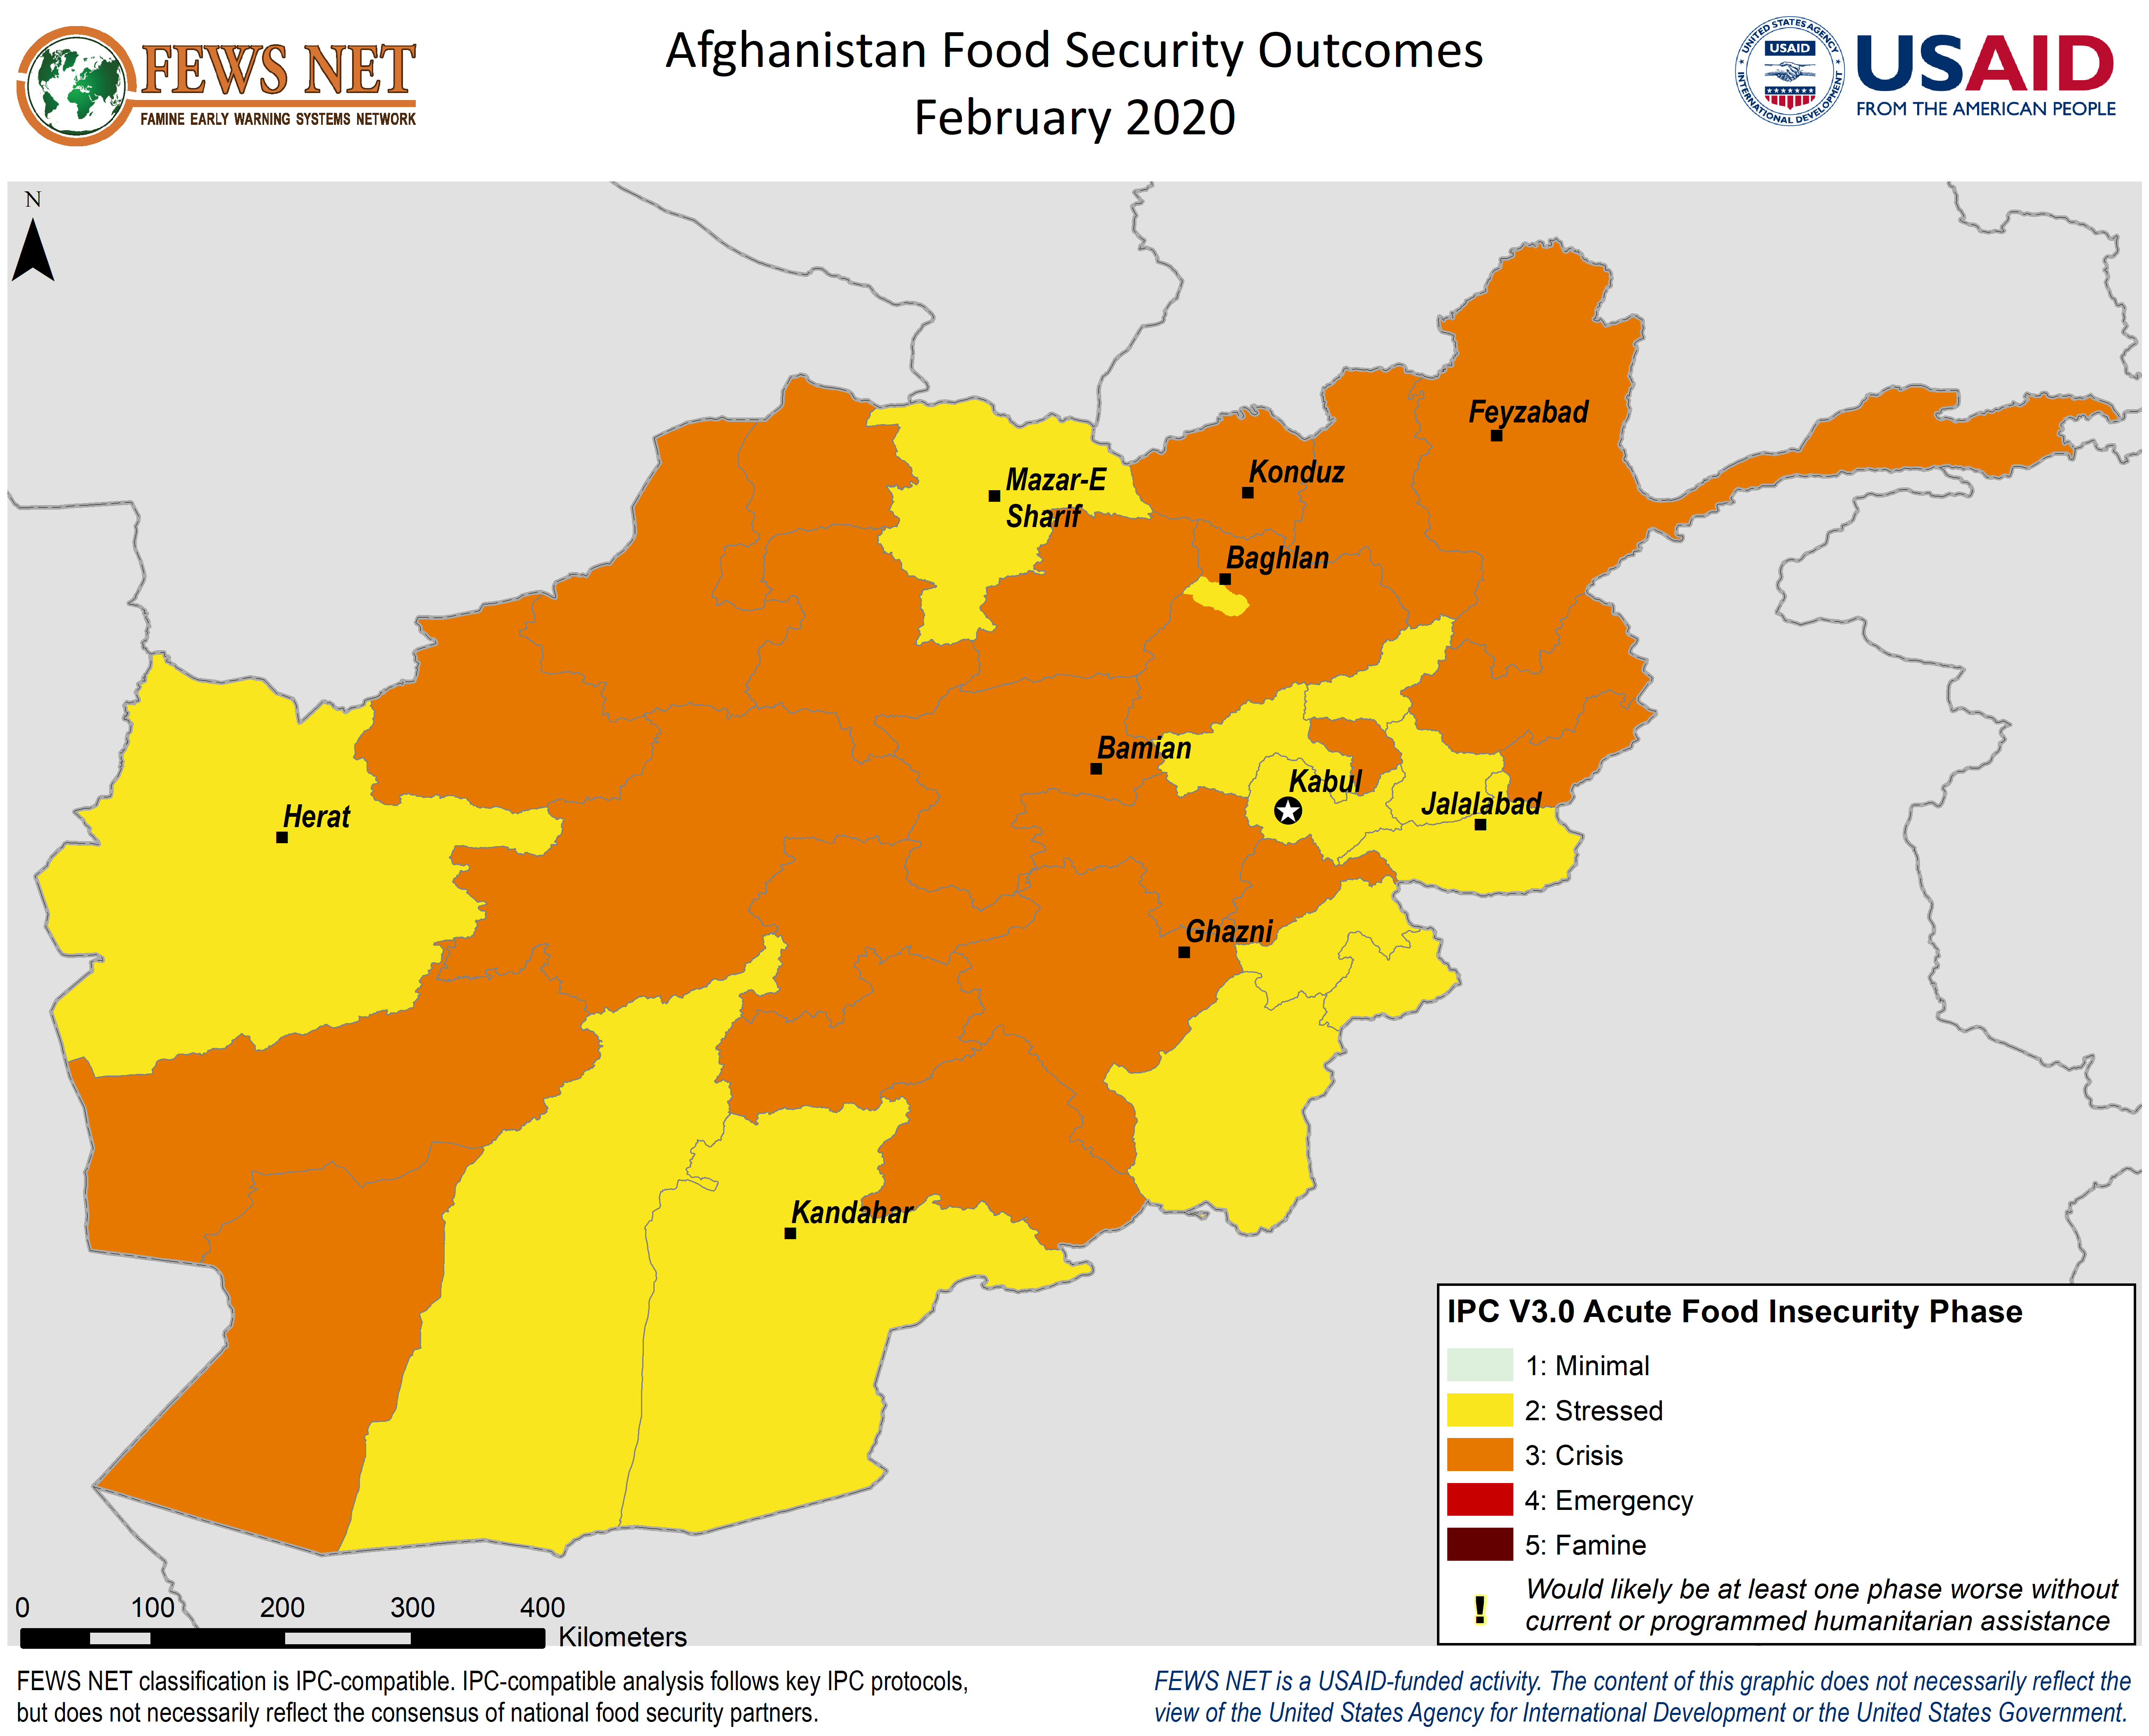 FEWS NET
FAMINE EARLY WARNING SYSTEMS NETWORK
Afghanistan Food Security Outcomes
February 2020
UNITED STATES AGENCY
USAID
INTERNATIONAL DEVELOPMENT
USAID
FROM THE AMERICAN PEOPLE
N
Feyzabad
Mazar-E
Sharif
Konduz
Baghlan
Bamian
Kabul
Jalalabad
Herat
Ghazni
Kandahar
IPC V3.0 Acute Food Insecurity Phase
1: Minimal
2: Stressed
3: Crisis
4: Emergency
5: Famine
! Would likely be at least one phase worse without
current or programmed humanitarian assistance
0 100 200 300 400
Kilometers
FEWS NET classification is IPC-compatible. IPC-compatible analysis follows key IPC protocols,
but does not necessarily reflect the consensus of national food security partners.
FEWS NET is a USAID-funded activity. The content of this graphic does not necessarily reflect the
view of the United States Agency for International Development or the United States Government.